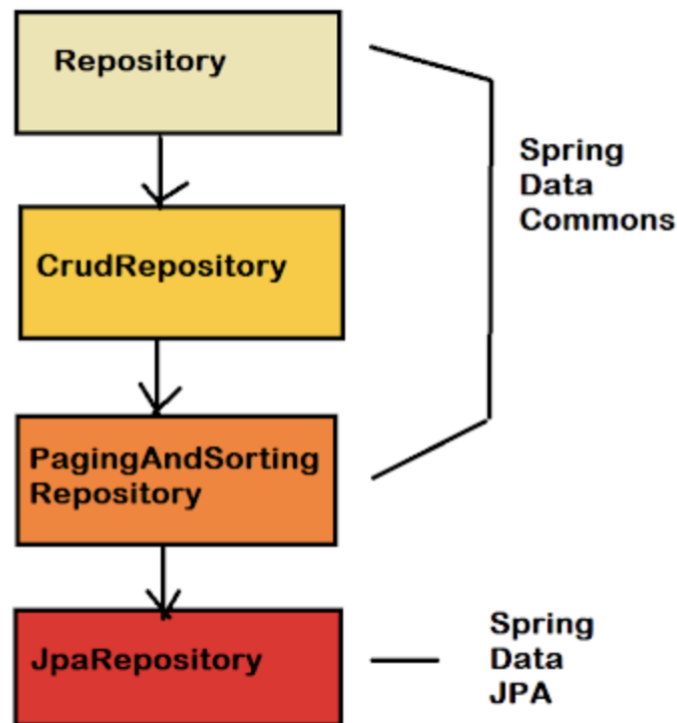 Repository
Spring
Data
Commons
CrudRepository
PagingAndSorting
Repository
JpaRepository
Spring
Data
JPA